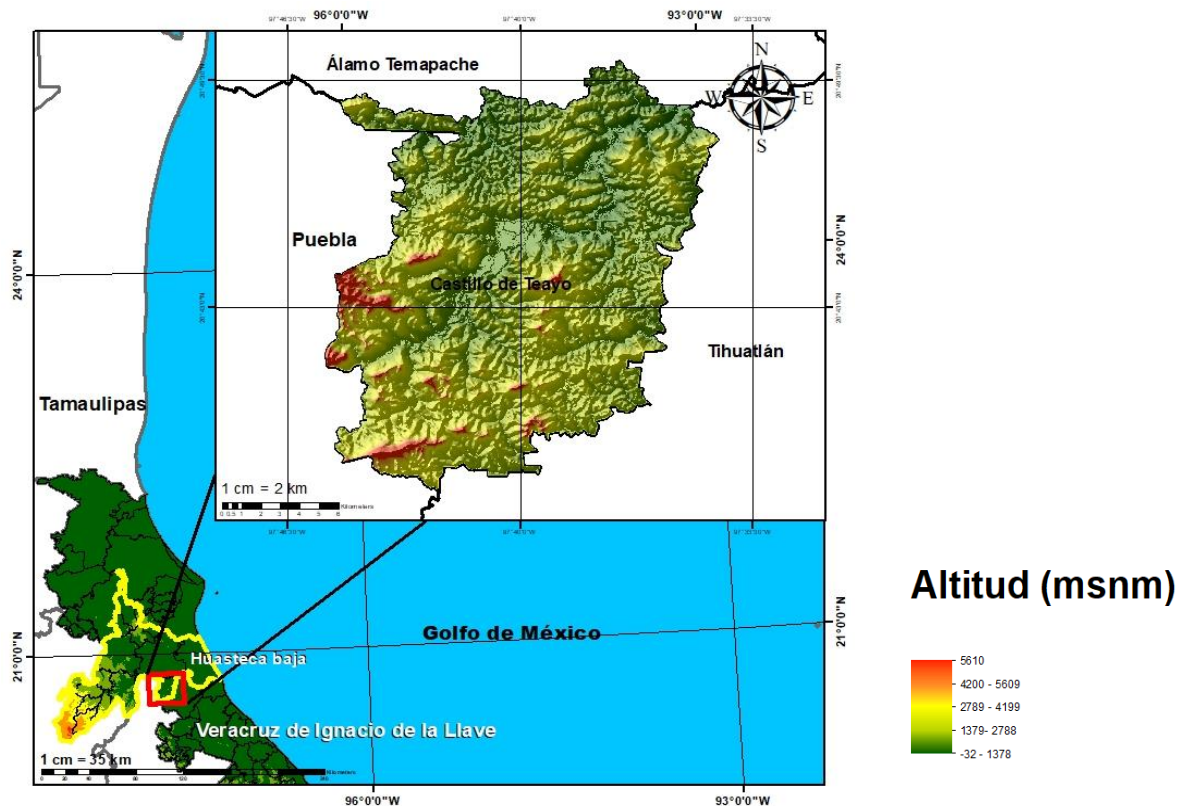 96°0'0"W
93°0'0"W
Álamo Temapache
N
W
E
S
Puebla
24°0'0"N
24°0'0"N
Castillo de Teayo
Tihuatlán
Tamaulipas
1 cm = 2 km
Kilometers
Golfo de México
Huasteca baja
21°0'0"N
21°0'0"N
Veracruz de Ignacio de la Llave
1 cm = 35 km
Kilometers
96°0'0"W
93°0'0"W
Altitud (msnm)
5610
4200 - 5609
2789 - 4199
1379- 2788
-32 - 1378